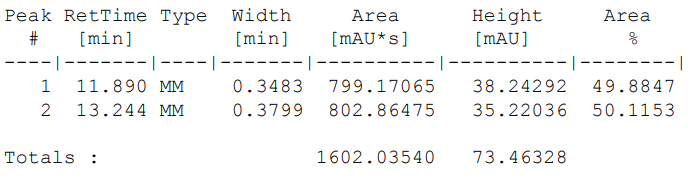 Peak RetTime Type  Width     Area      Height     Area
  #   [min]        [min]   [mAU*s]     [mAU]        %
----|-------|----|-------|----------|----------|--------|
   1  11.890 MM    0.3483  799.17065   38.24292  49.8847
   2  13.244 MM    0.3799  802.86475   35.22036  50.1153
Totals :                  1602.03540   73.46328